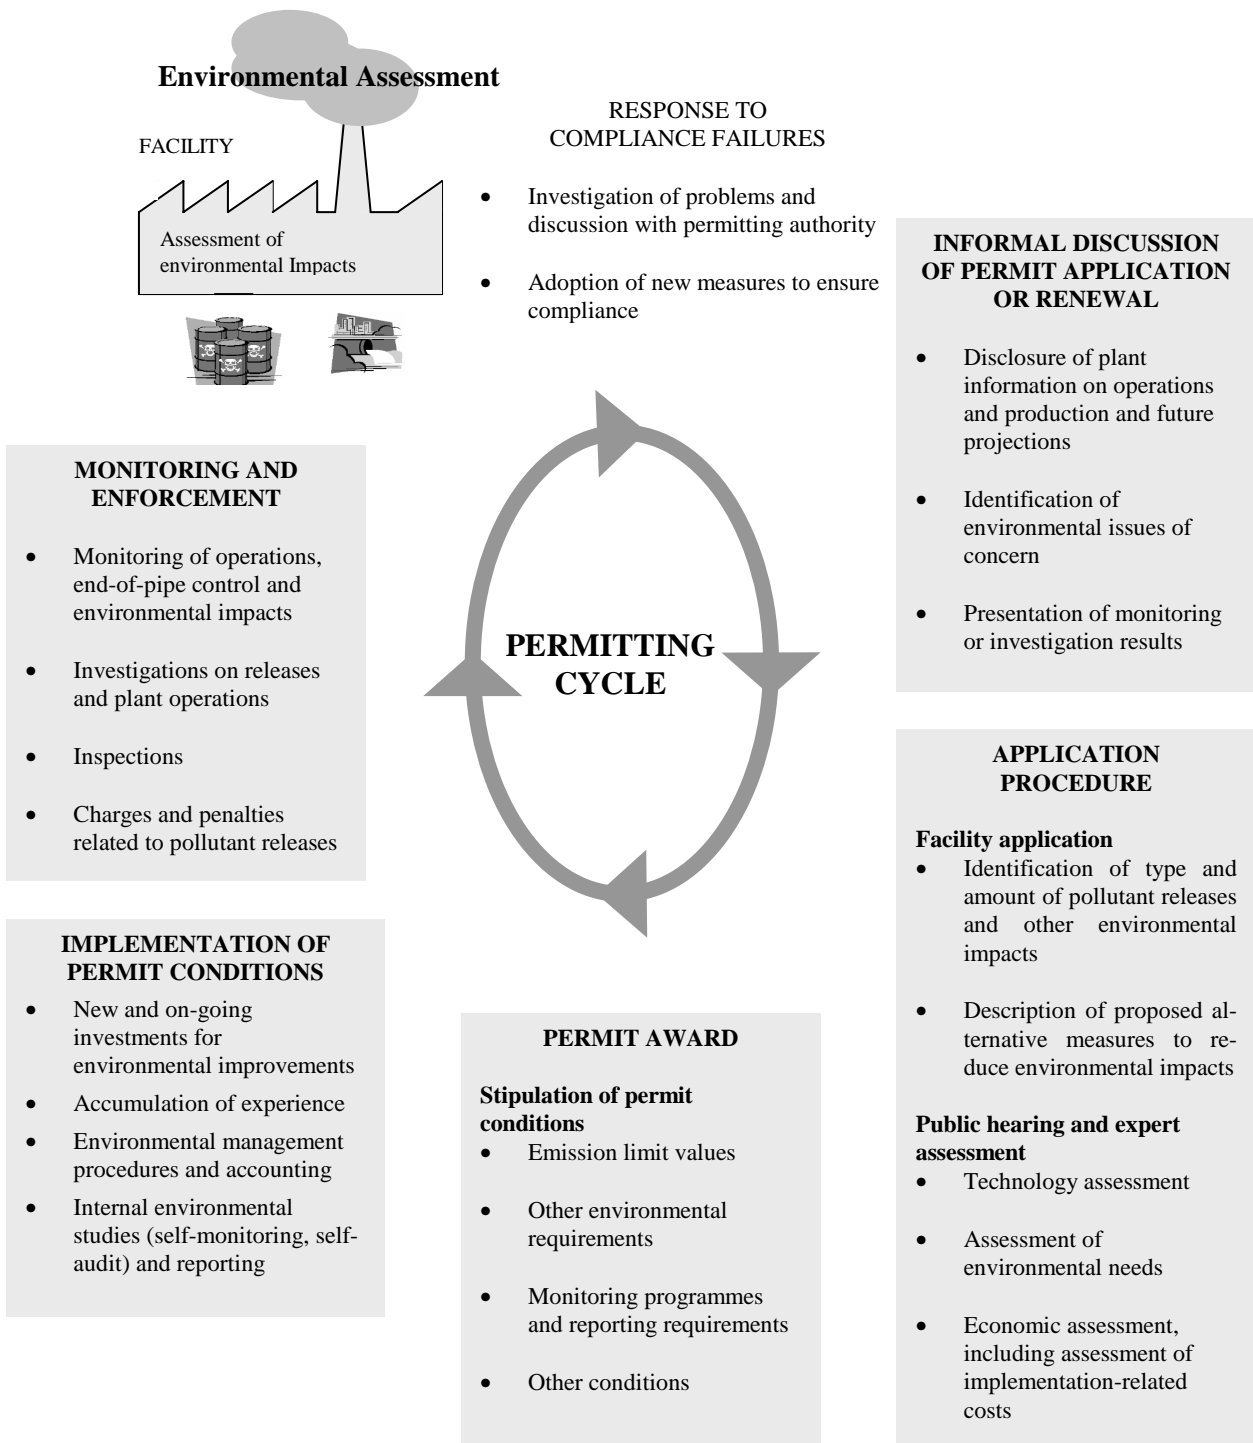 Environmental Assessment
FACILITY
Assessment of
environmental Impacts
RESPONSE TO
COMPLIANCE FAILURES
• Investigation of problems and
discussion with permitting authority
• Adoption of new measures to ensure
compliance
INFORMAL DISCUSSION
OF PERMIT APPLICATION
OR RENEWAL
• Disclosure of plant
information on operations
and production and future
projections
• Identification of
environmental issues of
concern
• Presentation of monitoring
or investigation results
MONITORING AND
ENFORCEMENT
• Monitoring of operations,
end-of-pipe control and
environmental impacts
• Investigations on releases
and plant operations
• Inspections
• Charges and penalties
related to pollutant releases
PERMITTING
CYCLE
APPLICATION
PROCEDURE
Facility application
• Identification of type and
amount of pollutant releases
and other environmental
impacts
• Description of proposed al-
ternative measures to re-
duce environmental impacts
Public hearing and expert
assessment
• Technology assessment
• Assessment of
environmental needs
• Economic assessment,
including assessment of
implementation-related
costs
IMPLEMENTATION OF
PERMIT CONDITIONS
• New and on-going
investments for
environmental improvements
• Accumulation of experience
• Environmental management
procedures and accounting
• Internal environmental
studies (self-monitoring, self-
audit) and reporting
PERMIT AWARD
Stipulation of permit
conditions
• Emission limit values
• Other environmental
requirements
• Monitoring programmes
and reporting requirements
• Other conditions